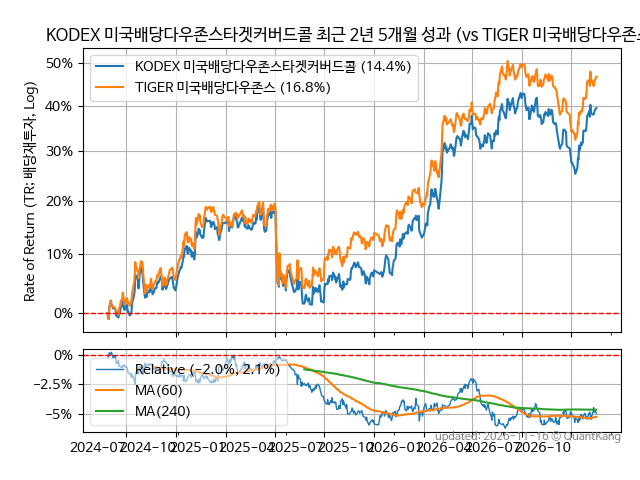 KODEX 미국배당다우존스타겟커버드콜 최근 2년 5개월 성과 (vs TIGER 미국배당다우존스
KODEX 미국배당다우존스타겟커버드콜 (14.4%)
TIGER 미국배당다우존스 (16.8%)
Rate of Return (TR: 배당재투자, Log)
50%
40%
30%
20%
10%
0%
Relative (−2.0%, 2.1%)
MA(60)
MA(240)
0%
−2.5%
−5%
2024−07
2024−10
2025−01
2025−04
2025−07
2025−10
2026−01
2026−04
2026−07
2026−10
updated: 2026−11−16 © QuantKang